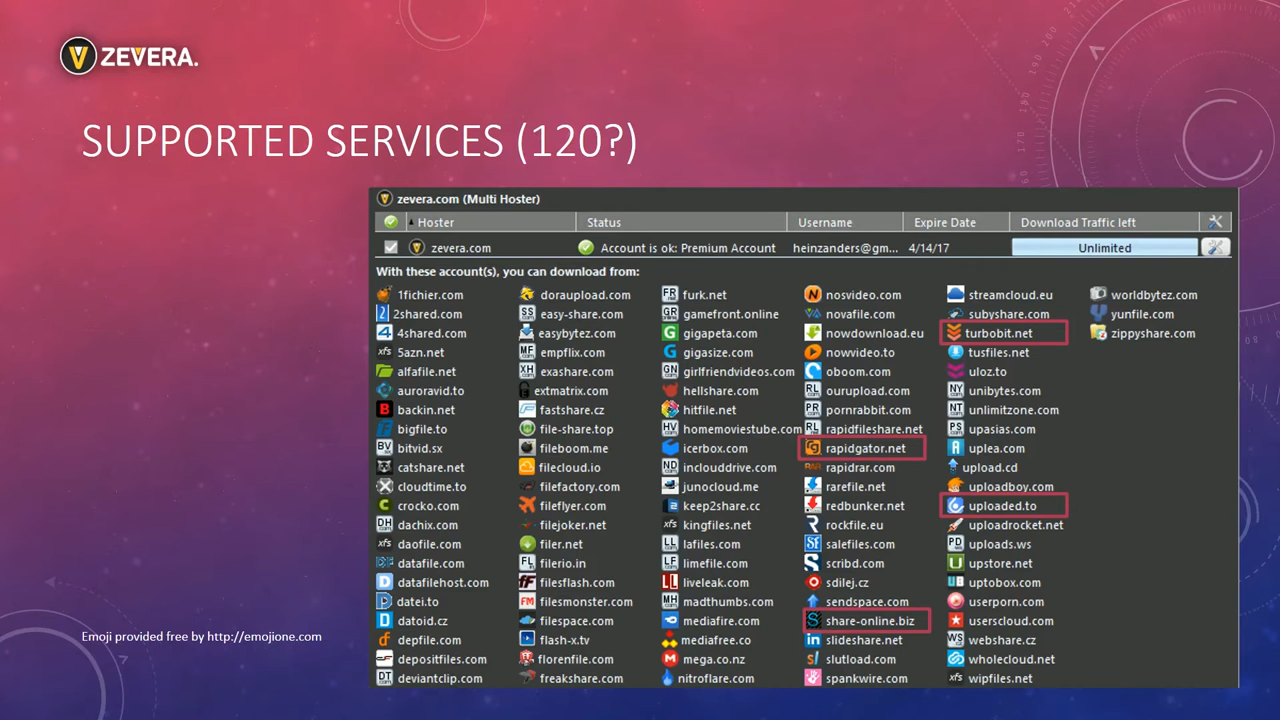 ZEVERA.
SUPPORTED SERVICES (120?)
zevera.com (Multi Hoster)
Hoster Status Username Expire Date Download Traffic left
zevera.com Account is ok: Premium Account heinzanders@gm... 4/14/17 Unlimited
With these account(s), you can download from:
1fichier.com doraupload.com furk.net nosvideo.com streamcloud.eu worldbytez.com
2shared.com easy-share.com gamefront.online novafile.com subyshare.com yunfile.com
4shared.com easybytez.com gigapeta.com nowdownload.eu turbobit.net zippyshare.com
5azn.net empflix.com gigasize.com nowvideo.to tusfiles.net
alfafile.net exashare.com girlfriendvideos.com oboom.com uloz.to
auroravid.to extmatrix.com hellshare.com ourupload.com unibytes.com
backin.net fastshare.cz hitfile.net pornrabbit.com unlimitzone.com
bigfile.to file-share.top homemoviestube.com rapidfileshare.net upasias.com
bitvid.sx fileboom.me icerbox.com rapidgator.net uplea.com
catshare.net filecloud.io inclouddrive.com rapidrar.com upload.cd
cloudtime.to filefactory.com junocloud.me rarefile.net uploadboy.com
crocko.com fileflyer.com keep2share.cc redbunker.net uploaded.to
dachix.com filejoker.net kingfiles.net rockfile.eu uploadrocket.net
daofile.com filer.net lafiles.com salefiles.com uploads.ws
datafile.com filerio.in limefile.com scribd.com upstore.net
datafilehost.com filesflash.com liveleak.com sdilej.cz uptobox.com
datei.to filesmonster.com madthumbs.com sendspace.com userporn.com
datoid.cz filespace.com mediafire.com share-online.biz userscloud.com
depfile.com flash-x.tv mediafree.co slideshare.net webshare.cz
depositfiles.com florenfile.com mega.co.nz slutload.com wholecloud.net
deviantclip.com freakshare.com nitroflare.com spankwire.com wipfiles.net
Emoji provided free by http://emojione.com